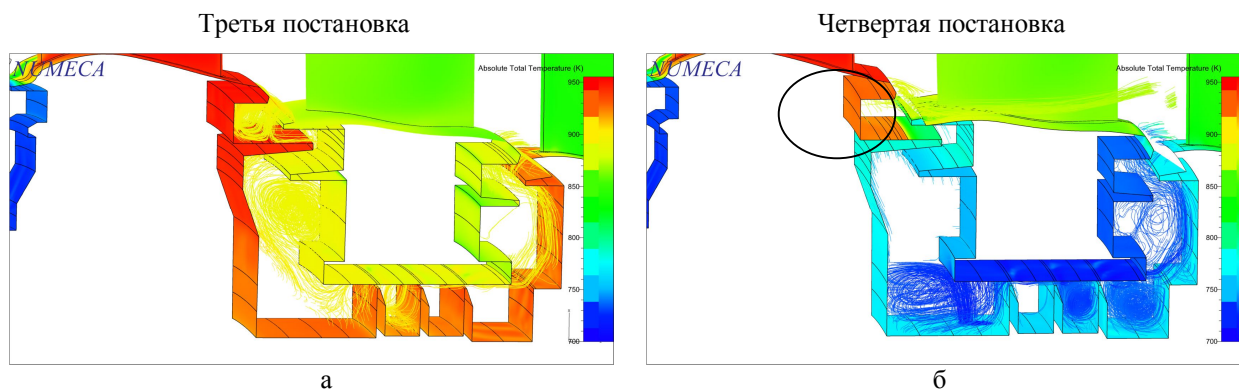 Третья постановка
Четвертая постановка
NUMECA
Absolute Total Temperature (K)
950
900
850
800
750
700
NUMECA
Absolute Total Temperature (K)
950
900
850
800
750
700
а
б